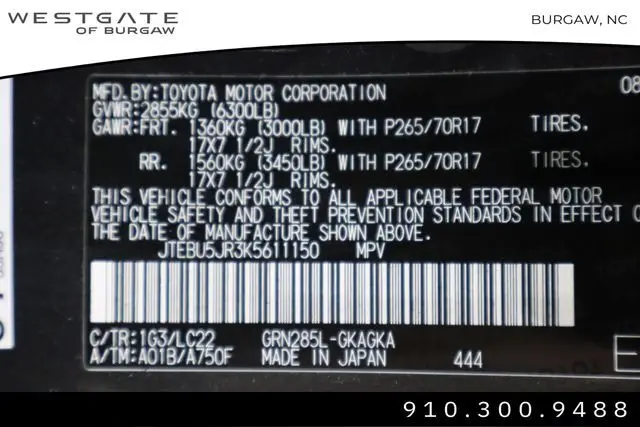 WESTGATE
OF BURGAW
BURGAW, NC
MFD.BY:TOYOTA MOTOR CORPORATION 08
GVWR:2855KG (6300LB)
GAWR:FRT. 1360KG (3000LB) WITH P265/70R17 TIRES.
17X7 1/2J RIMS.
RR. 1560KG (3450LB) WITH P265/70R17 TIRES.
17X7 1/2J RIMS.
THIS VEHICLE CONFORMS TO ALL APPLICABLE FEDERAL MOTOR
VEHICLE SAFETY AND THEFT PREVENTION STANDARDS IN EFFECT O
THE DATE OF MANUFACTURE SHOWN ABOVE.
JTEBU5JR3K5611150 MPV
C/TR:1G3/LC22 GRN285L-GKAGKA
A/TM:A01B/A750F MADE IN JAPAN 444
910.300.9488